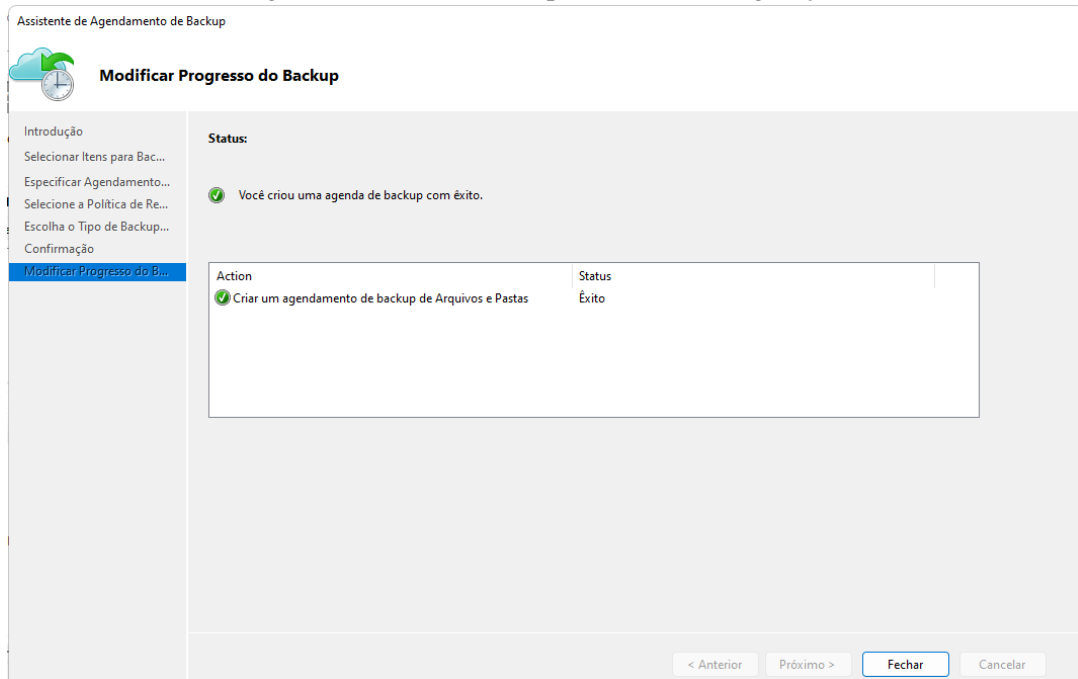 Assistente de Agendamento de Backup
Modificar Progresso do Backup
Introdução
Selecionar Itens para Bac...
Especificar Agendamento...
Selecione a Política de Re...
Escolha o Tipo de Backup...
Confirmação
Modificar Progresso do B...
Status:
Você criou uma agenda de backup com êxito.
Action Status
Criar um agendamento de backup de Arquivos e Pastas Êxito
< Anterior Próximo > Fechar Cancelar